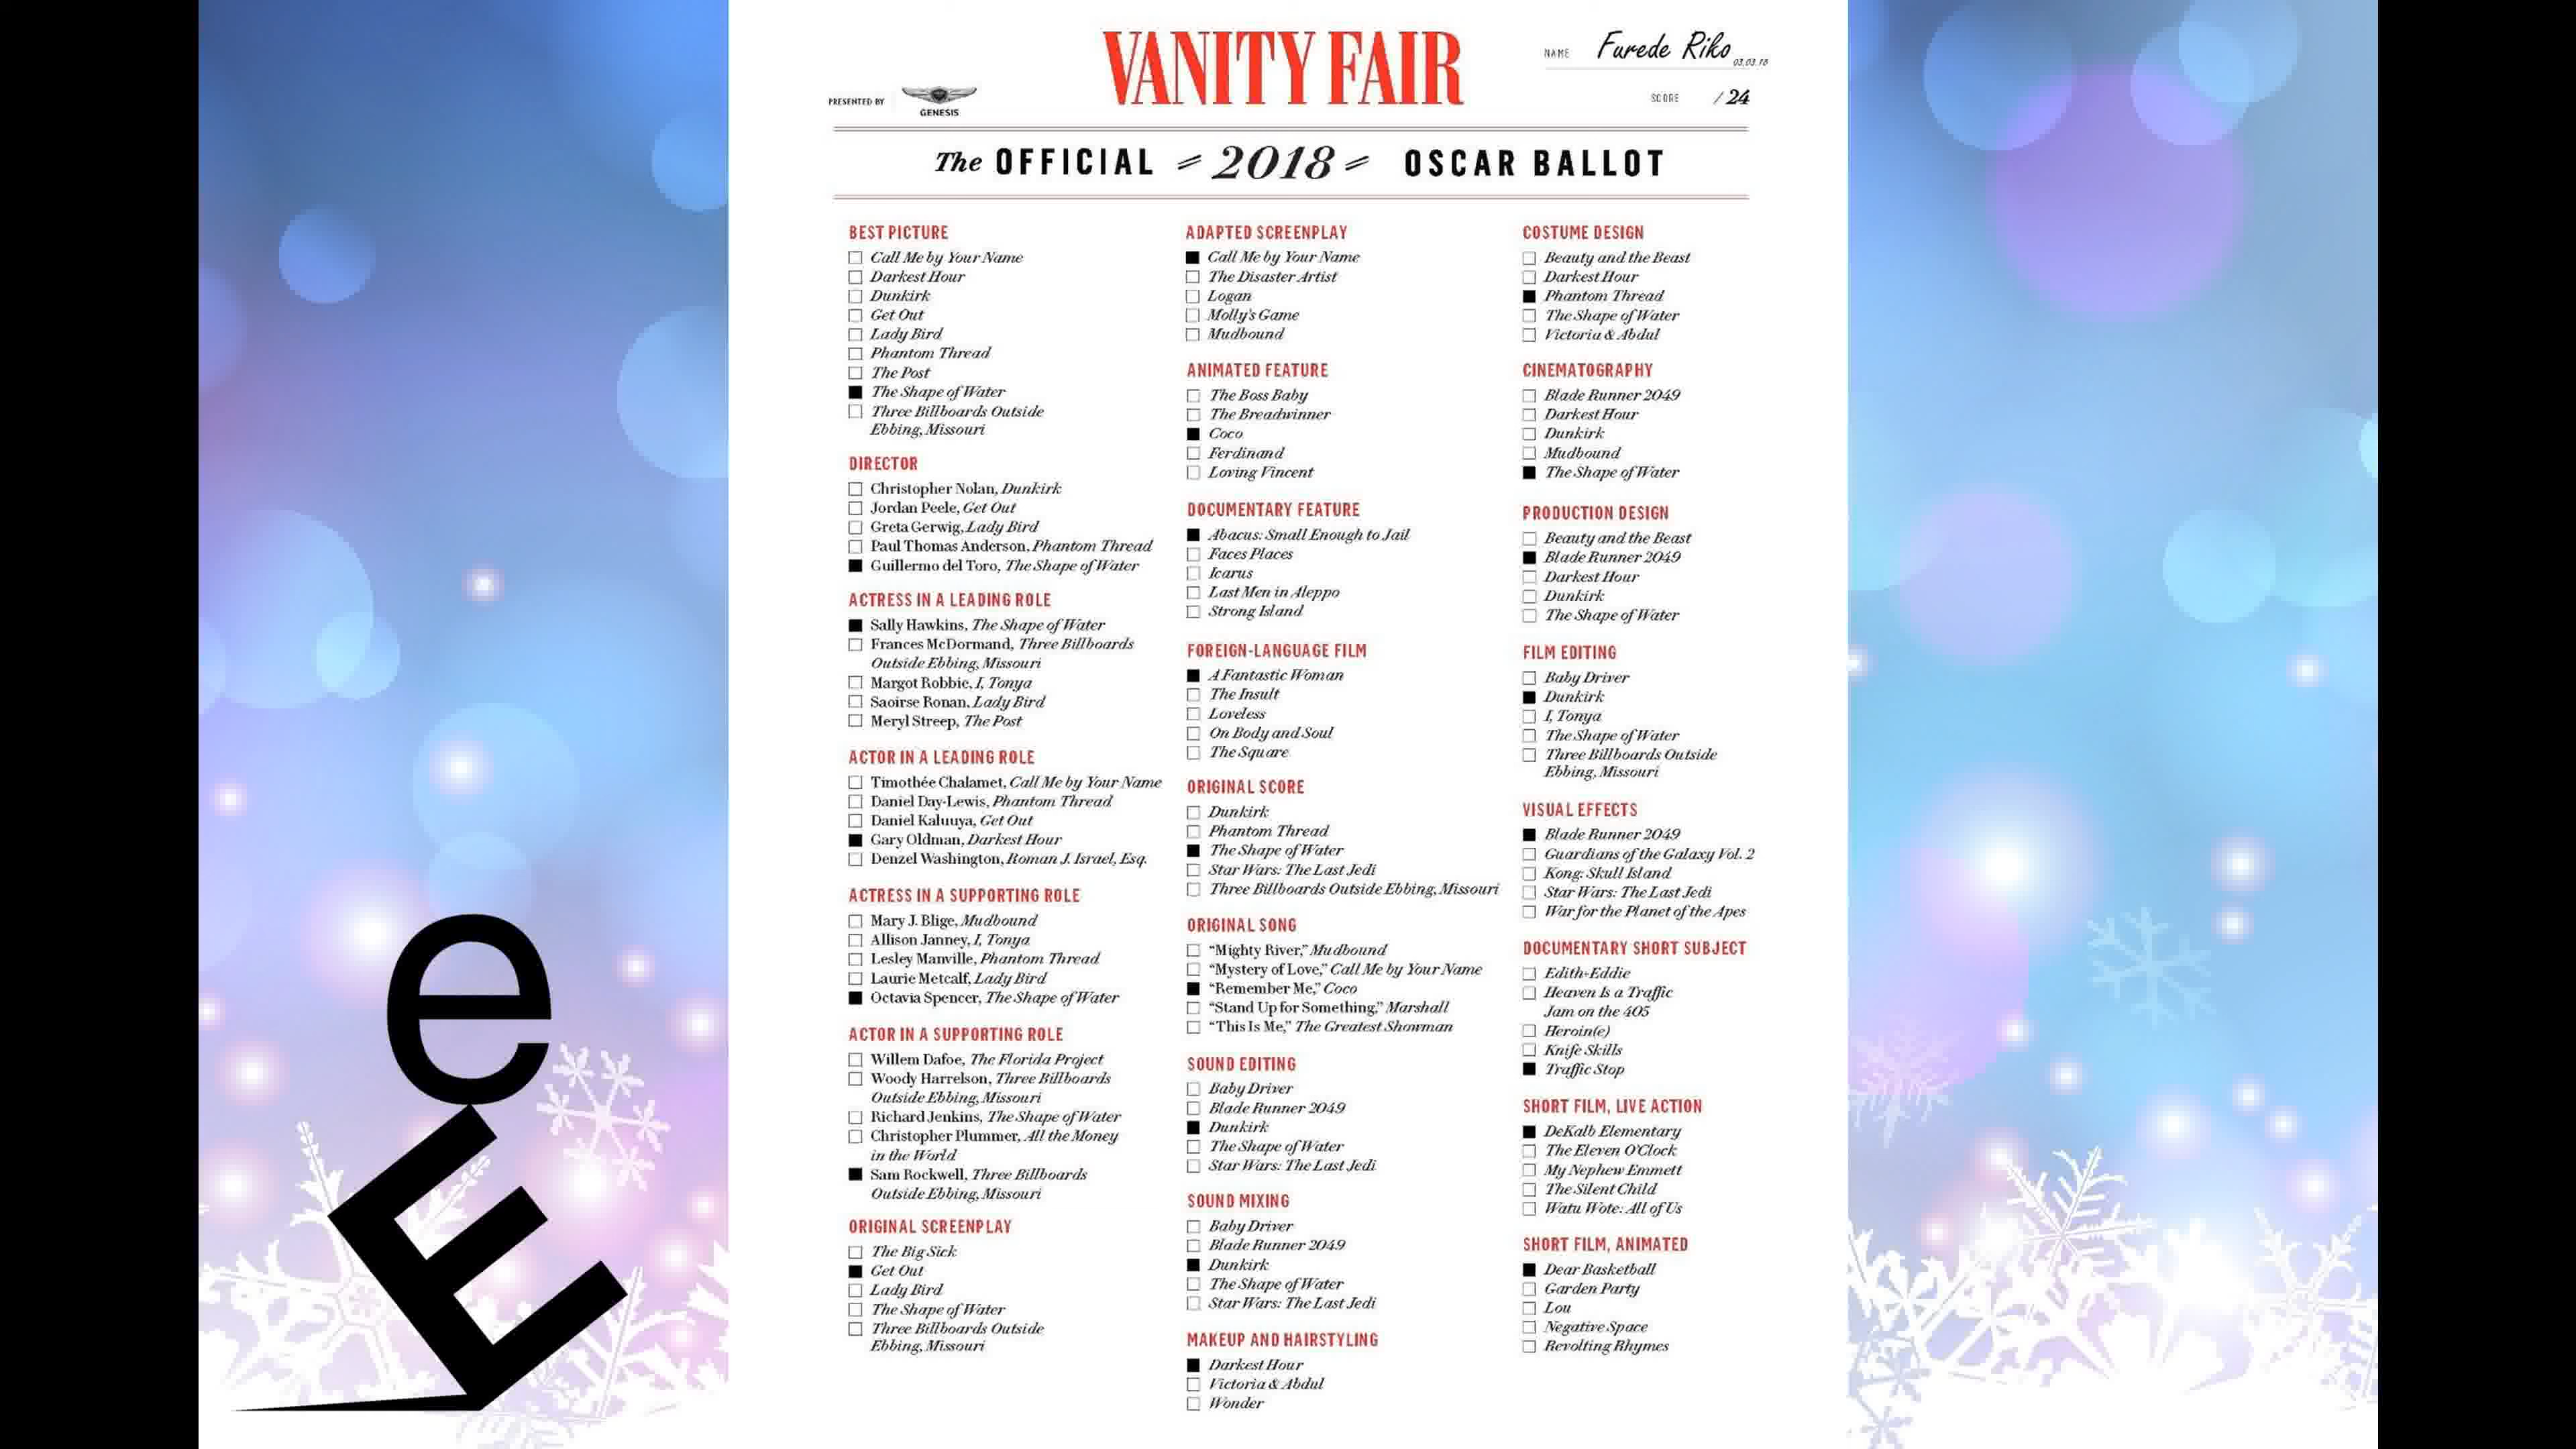 VANITY FAIR
NAME Furede Riko 03.03.18
PRESENTED BY
GENESIS
SCORE / 24
The OFFICIAL 2018 OSCAR BALLOT
BEST PICTURE
Call Me by Your Name
Darkest Hour
Dunkirk
Get Out
Lady Bird
Phantom Thread
The Post
The Shape of Water
Three Billboards Outside
Ebbing, Missouri
DIRECTOR
Christopher Nolan, Dunkirk
Jordan Peele, Get Out
Greta Gerwig, Lady Bird
Paul Thomas Anderson, Phantom Thread
Guillermo del Toro, The Shape of Water
ACTRESS IN A LEADING ROLE
Sally Hawkins, The Shape of Water
Frances McDormand, Three Billboards
Outside Ebbing, Missouri
Margot Robbie, I, Tonya
Saoirse Ronan, Lady Bird
Meryl Streep, The Post
ACTOR IN A LEADING ROLE
Timothée Chalamet, Call Me by Your Name
Daniel Day-Lewis, Phantom Thread
Daniel Kaluuya, Get Out
Gary Oldman, Darkest Hour
Denzel Washington, Roman J. Israel, Esq.
ACTRESS IN A SUPPORTING ROLE
Mary J. Blige, Mudbound
Allison Janney, I, Tonya
Lesley Manville, Phantom Thread
Laurie Metcalf, Lady Bird
Octavia Spencer, The Shape of Water
ACTOR IN A SUPPORTING ROLE
Willem Dafoe, The Florida Project
Woody Harrelson, Three Billboards
Outside Ebbing, Missouri
Richard Jenkins, The Shape of Water
Christopher Plummer, All the Money
in the World
Sam Rockwell, Three Billboards
Outside Ebbing, Missouri
ORIGINAL SCREENPLAY
The Big Sick
Get Out
Lady Bird
The Shape of Water
Three Billboards Outside
Ebbing, Missouri
ADAPTED SCREENPLAY
Call Me by Your Name
The Disaster Artist
Logan
Molly's Game
Mudbound
ANIMATED FEATURE
The Boss Baby
The Breadwinner
Coco
Ferdinand
Loving Vincent
DOCUMENTARY FEATURE
Abacus: Small Enough to Jail
Faces Places
Icarus
Last Men in Aleppo
Strong Island
FOREIGN-LANGUAGE FILM
A Fantastic Woman
The Insult
Loveless
On Body and Soul
The Square
ORIGINAL SCORE
Dunkirk
Phantom Thread
The Shape of Water
Star Wars: The Last Jedi
Three Billboards Outside Ebbing, Missouri
ORIGINAL SONG
“Mighty River,” Mudbound
“Mystery of Love,” Call Me by Your Name
“Remember Me,” Coco
“Stand Up for Something,” Marshall
“This Is Me,” The Greatest Showman
SOUND EDITING
Baby Driver
Blade Runner 2049
Dunkirk
The Shape of Water
Star Wars: The Last Jedi
SOUND MIXING
Baby Driver
Blade Runner 2049
Dunkirk
The Shape of Water
Star Wars: The Last Jedi
MAKEUP AND HAIRSTYLING
Darkest Hour
Victoria & Abdul
Wonder
COSTUME DESIGN
Beauty and the Beast
Darkest Hour
Phantom Thread
The Shape of Water
Victoria & Abdul
CINEMATOGRAPHY
Blade Runner 2049
Darkest Hour
Dunkirk
Mudbound
The Shape of Water
PRODUCTION DESIGN
Beauty and the Beast
Blade Runner 2049
Darkest Hour
Dunkirk
The Shape of Water
FILM EDITING
Baby Driver
Dunkirk
I, Tonya
The Shape of Water
Three Billboards Outside
Ebbing, Missouri
VISUAL EFFECTS
Blade Runner 2049
Guardians of the Galaxy Vol. 2
Kong: Skull Island
Star Wars: The Last Jedi
War for the Planet of the Apes
DOCUMENTARY SHORT SUBJECT
Edith+Eddie
Heaven Is a Traffic
Jam on the 405
Heroin(e)
Knife Skills
Traffic Stop
SHORT FILM, LIVE ACTION
DeKalb Elementary
The Eleven O'Clock
My Nephew Emmett
The Silent Child
Watu Wote: All of Us
SHORT FILM, ANIMATED
Dear Basketball
Garden Party
Lou
Negative Space
Revolting Rhymes
e
E